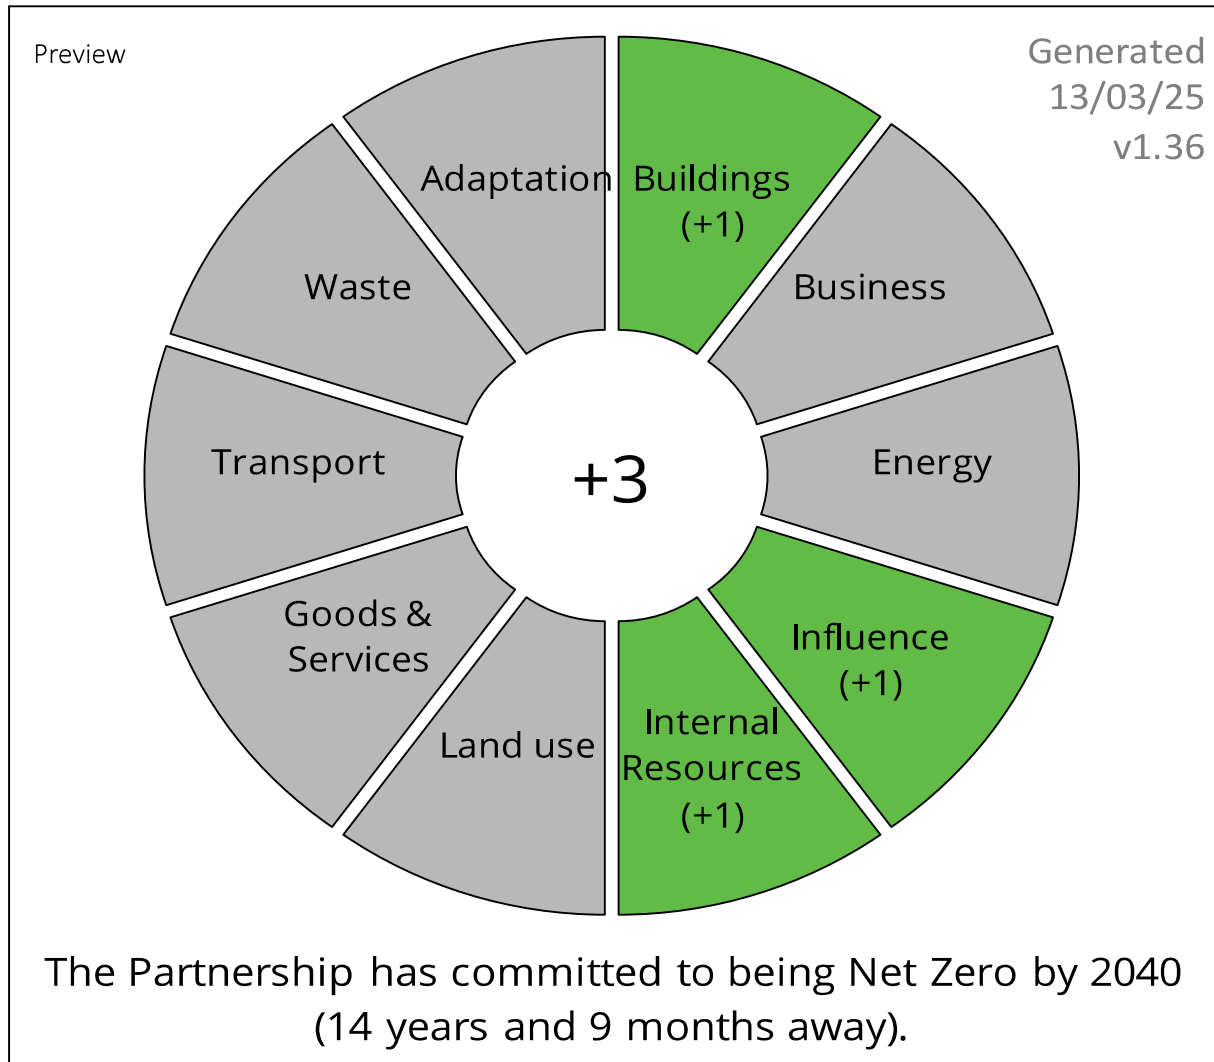 Preview
Generated
13/03/25
v1.36
Adaptation
Buildings
(+1)
Waste
Business
Transport
+3
Energy
Goods &
Services
Influence
(+1)
Land use
Internal
Resources
(+1)
The Partnership has committed to being Net Zero by 2040
(14 years and 9 months away).